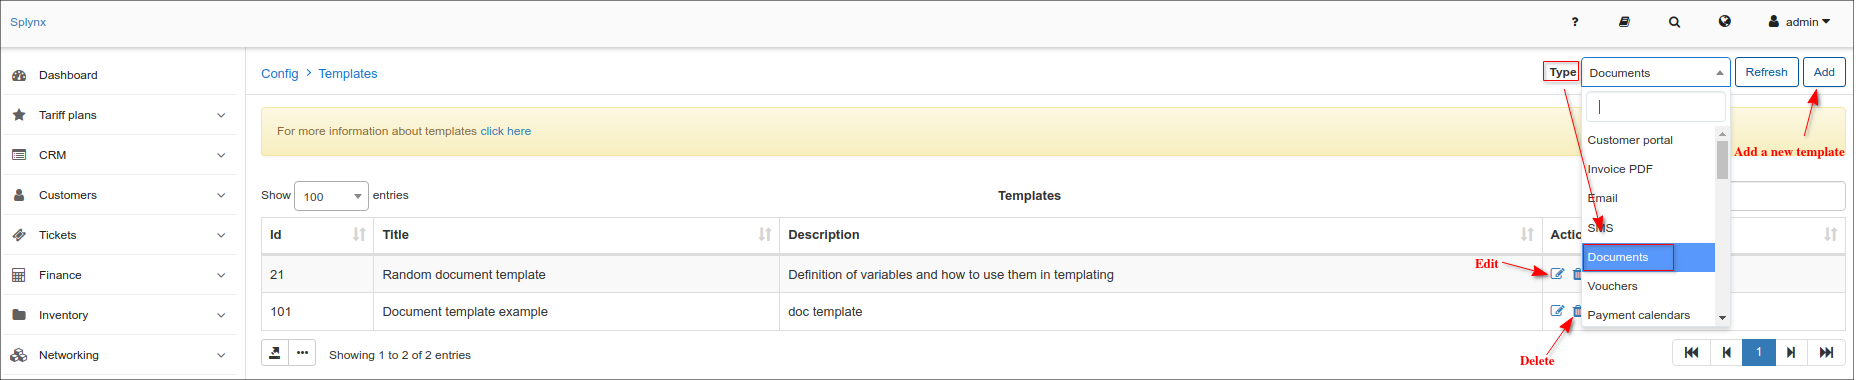 Splynx
? admin
Dashboard
Tariff plans
CRM
Customers
Tickets
Finance
Inventory
Networking
Config > Templates
Type Documents Refresh Add
For more information about templates click here
Add a new template
Customer portal
Invoice PDF
Email
SMS
Documents
Vouchers
Payment calendars
Show 100 entries
Templates
Id Title Description Actio
21 Random document template Definition of variables and how to use them in templating
Edit
101 Document template example doc template
Delete
Showing 1 to 2 of 2 entries
1